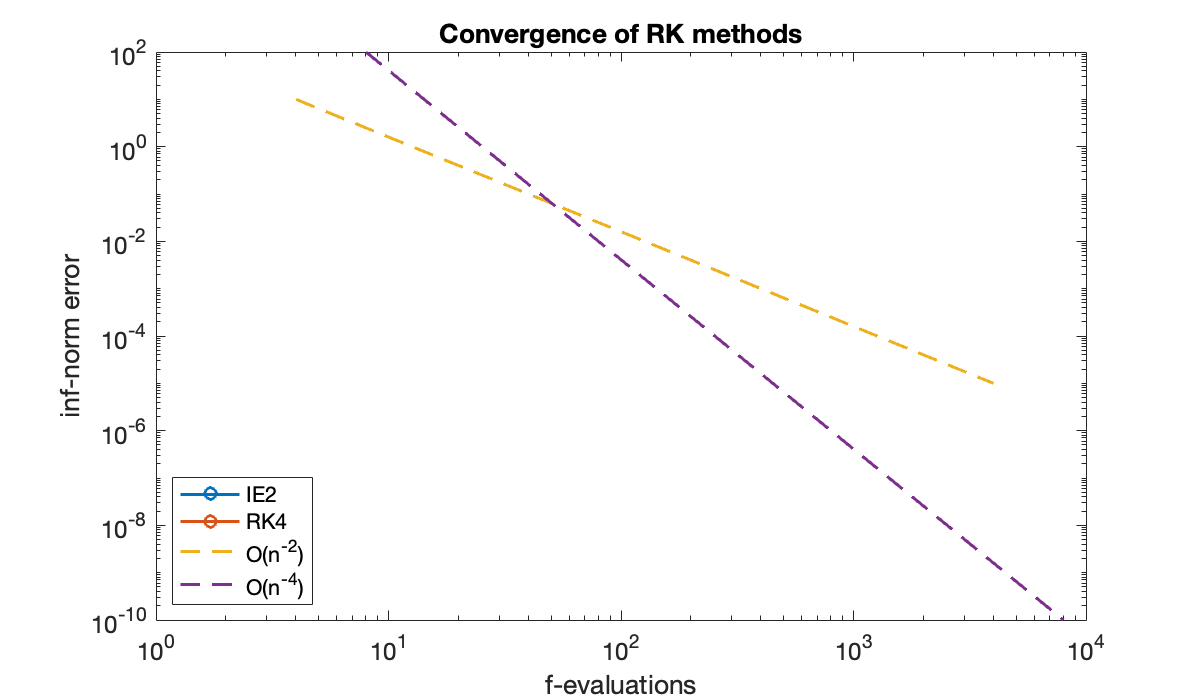 Convergence of RK methods
10^2
10^0
10^-2
10^-4
10^-6
10^-8
10^-10
inf-norm error
IE2
RK4
O(n^-2)
O(n^-4)
10^0 10^1 10^2 10^3 10^4
f-evaluations